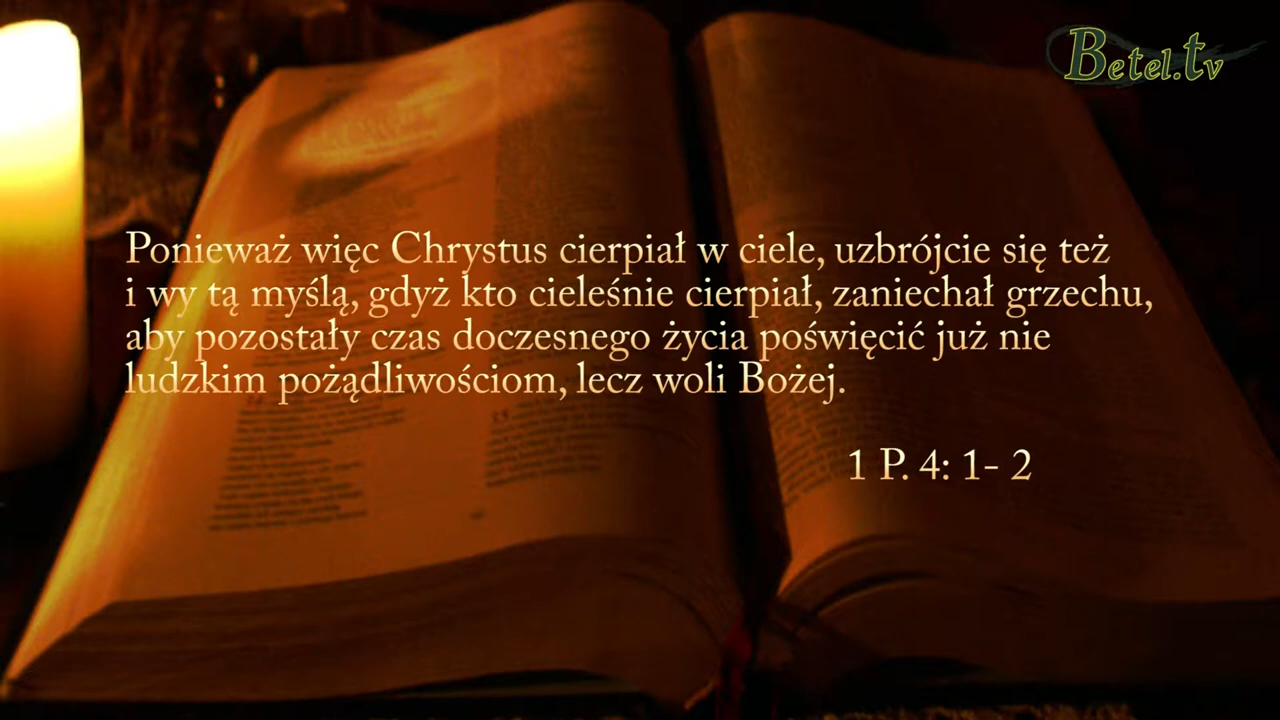 Betel.tv
Ponieważ więc Chrystus cierpiał w ciele, uzbrójcie się też
i wy tą myślą, gdyż kto cieleśnie cierpiał, zaniechał grzechu,
aby pozostały czas doczesnego życia poświęcić już nie
ludzkim pożądliwościom, lecz woli Bożej.
1 P. 4: 1- 2